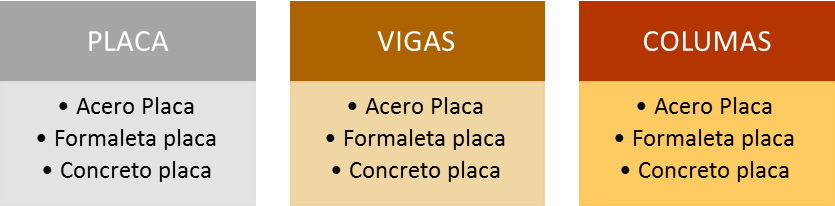 PLACA
• Acero Placa
• Formaleta placa
• Concreto placa
VIGAS
• Acero Placa
• Formaleta placa
• Concreto placa
COLUMAS
• Acero Placa
• Formaleta placa
• Concreto placa